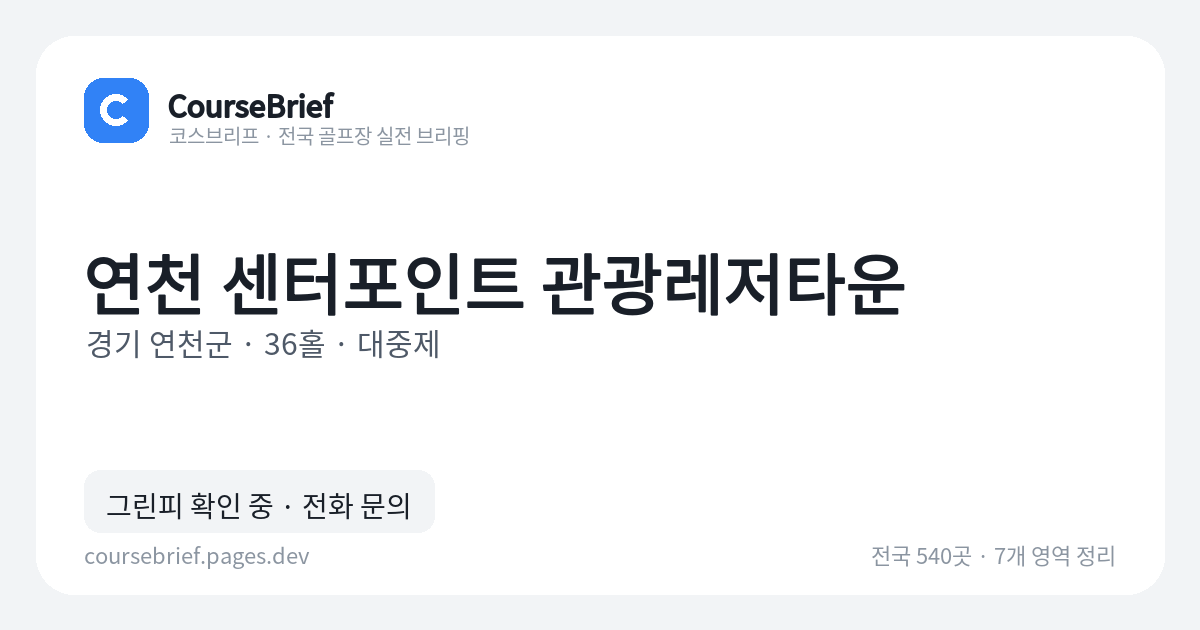 C
CourseBrief
코스브리프 · 전국 골프장 실전 브리핑
연천 센터포인트 관광레저타운
경기 연천군 · 36홀 · 대중제
그린피 확인 중 · 전화 문의
coursebrief.pages.dev
전국 540곳 · 7개 영역 정리